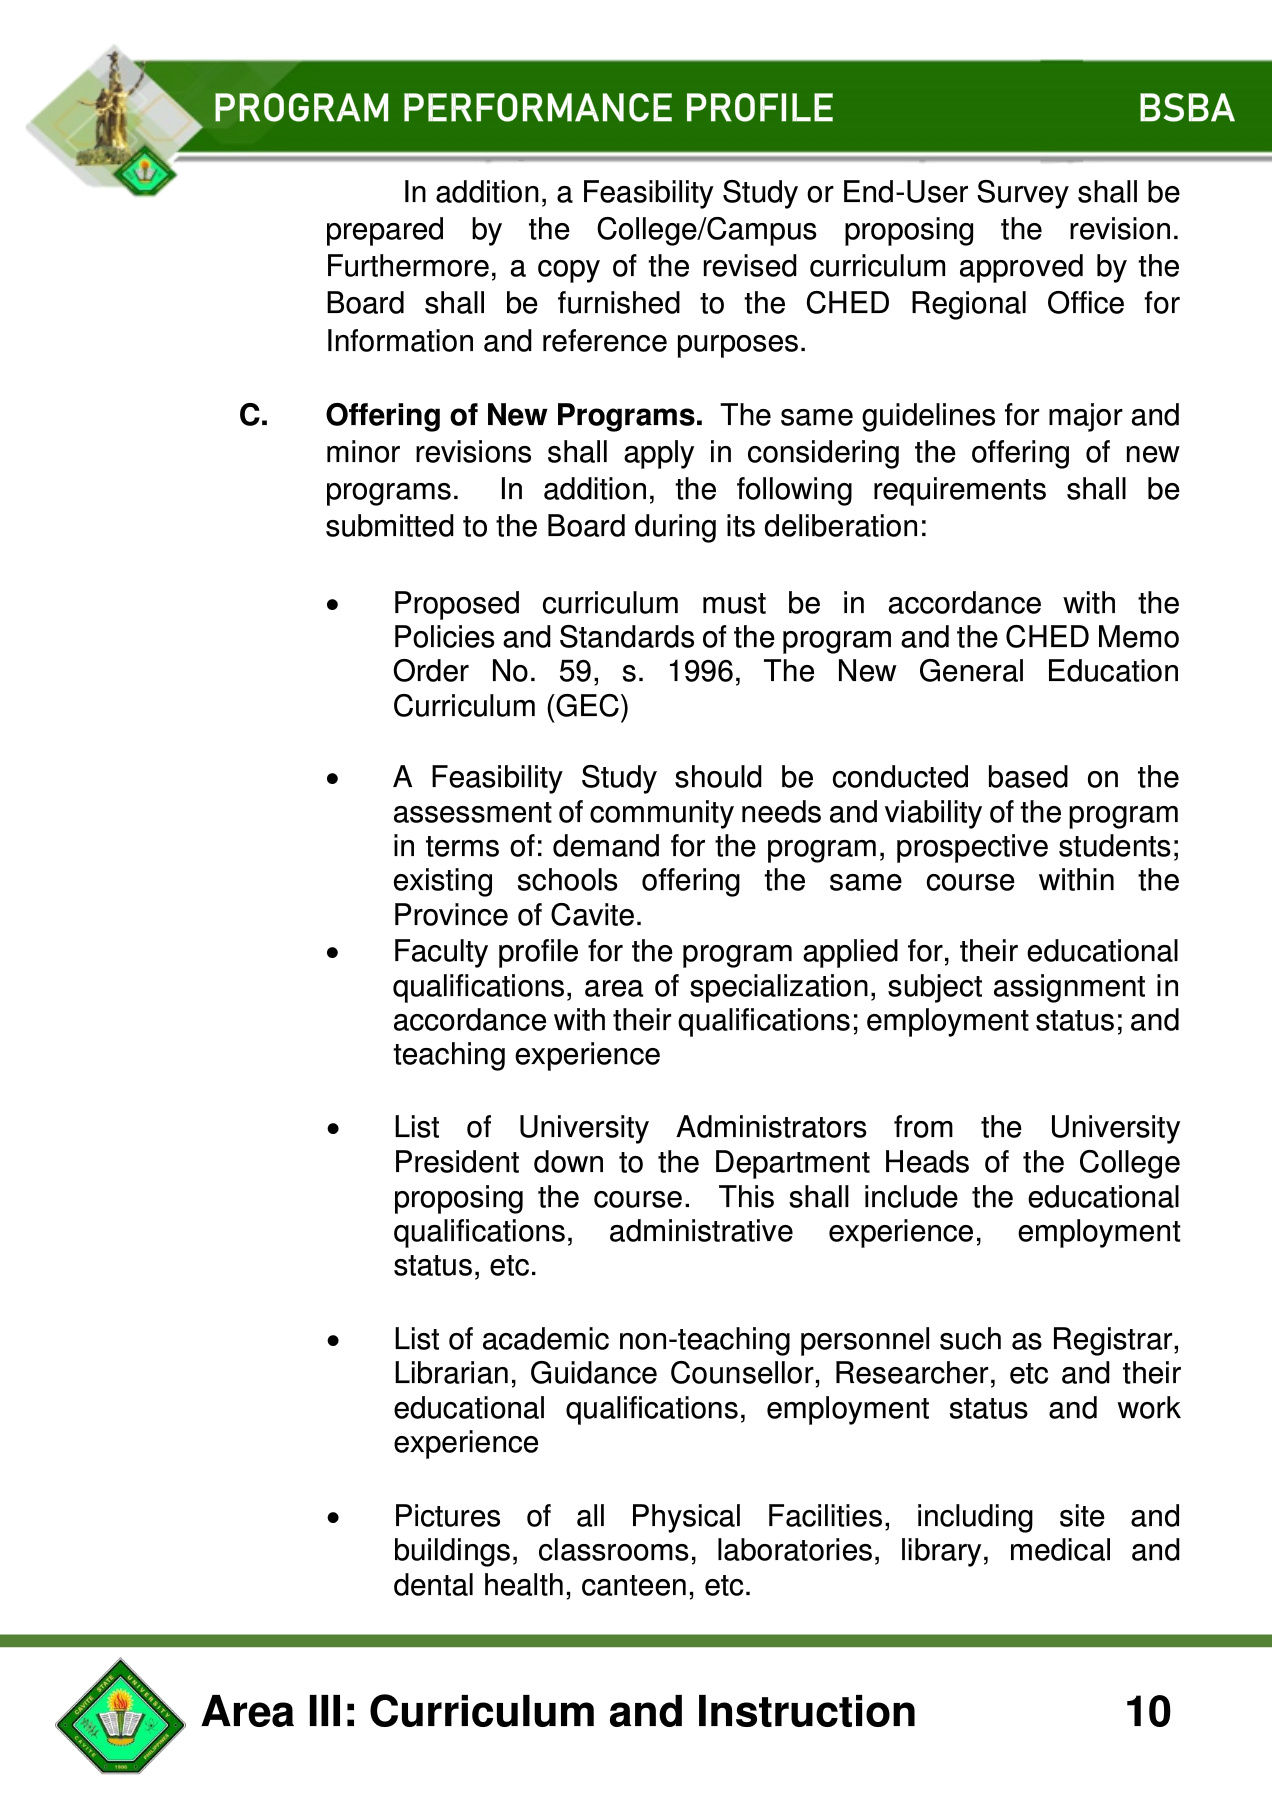 PROGRAM PERFORMANCE PROFILE BSBA
In addition, a Feasibility Study or End-User Survey shall be
prepared by the College/Campus proposing the revision.
Furthermore, a copy of the revised curriculum approved by the
Board shall be furnished to the CHED Regional Office for
Information and reference purposes.
C. Offering of New Programs. The same guidelines for major and
minor revisions shall apply in considering the offering of new
programs. In addition, the following requirements shall be
submitted to the Board during its deliberation:
• Proposed curriculum must be in accordance with the
Policies and Standards of the program and the CHED Memo
Order No. 59, s. 1996, The New General Education
Curriculum (GEC)
• A Feasibility Study should be conducted based on the
assessment of community needs and viability of the program
in terms of: demand for the program, prospective students;
existing schools offering the same course within the
Province of Cavite.
• Faculty profile for the program applied for, their educational
qualifications, area of specialization, subject assignment in
accordance with their qualifications; employment status; and
teaching experience
• List of University Administrators from the University
President down to the Department Heads of the College
proposing the course. This shall include the educational
qualifications, administrative experience, employment
status, etc.
• List of academic non-teaching personnel such as Registrar,
Librarian, Guidance Counsellor, Researcher, etc and their
educational qualifications, employment status and work
experience
• Pictures of all Physical Facilities, including site and
buildings, classrooms, laboratories, library, medical and
dental health, canteen, etc.
CAVITE STATE UNIVERSITY
CAVITE PHILIPPINES
1906
Area III: Curriculum and Instruction 10